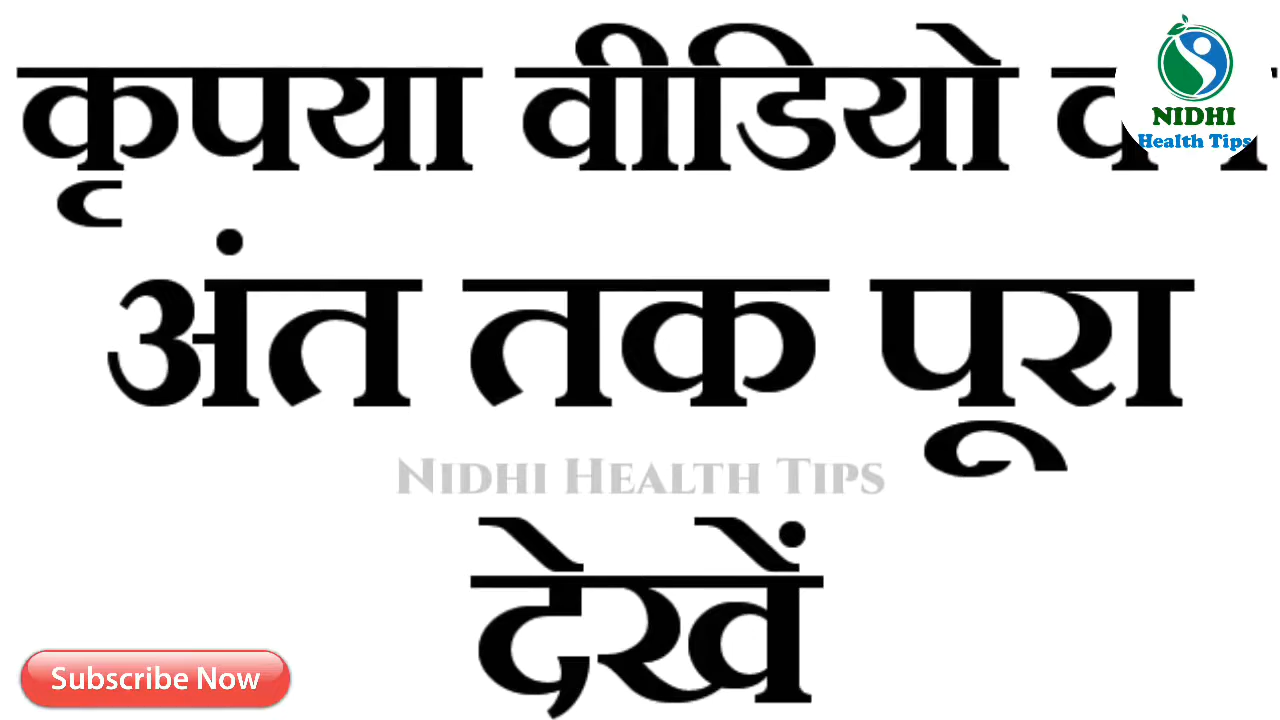 कृपया वीडियो
NIDHI
Health Tips
अंत तक पूरा
NIDHI HEALTH TIPS
देखें
Subscribe Now